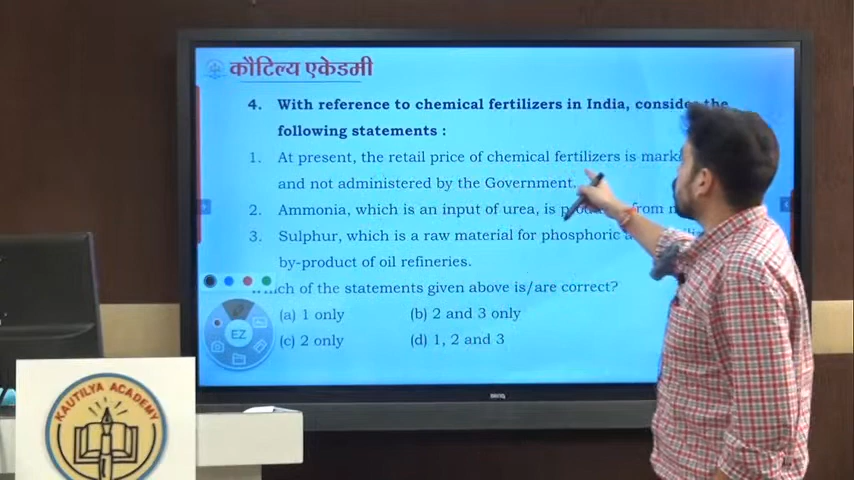 कौटिल्य एकेडमी
4. With reference to chemical fertilizers in India, consider the
following statements :
1. At present, the retail price of chemical fertilizers is
and not administered by the Government.
2. Ammonia, which is an input of urea, is from
3. Sulphur, which is a raw material for phosphoric
by-product of oil refineries.
of the statements given above is/are correct?
(a) 1 only (b) 2 and 3 only
(c) 2 only (d) 1, 2 and 3
EZ
BENQ
KAUTILYA ACADEMY